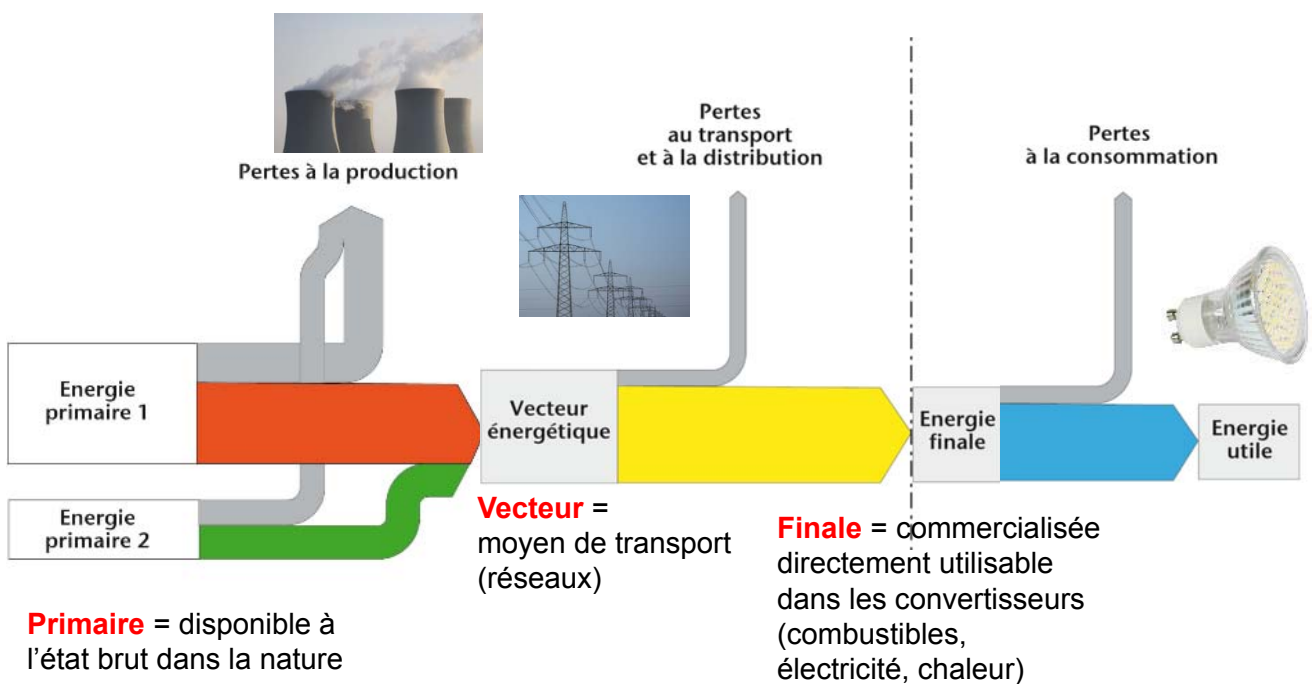 Pertes à la production
Pertes
au transport
et à la distribution
Pertes
à la consommation
Energie
primaire 1
Energie
primaire 2
Vecteur
énergétique
Energie
finale
Energie
utile
Primaire = disponible à
l’état brut dans la nature
Vecteur =
moyen de transport
(réseaux)
Finale = commercialisée
directement utilisable
dans les convertisseurs
(combustibles,
électricité, chaleur)